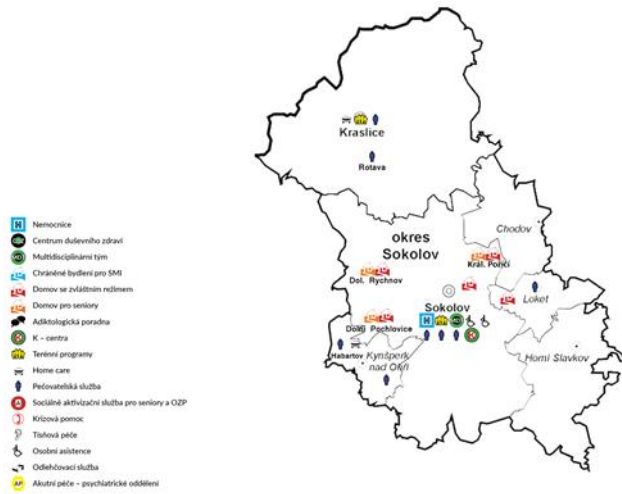 Kraslice
Rotava
Chodov
okres
Sokolov
Král. Poříčí
Dol. Rychnov
Loket
Sokolov
Dolní Pochlovice
Habartov
Kynšperk
nad Ohří
Horní Slavkov
H Nemocnice
Centrum duševního zdraví
Multidisciplinární tým
Chráněné bydlení pro SMI
Domov se zvláštním režimem
Domov pro seniory
Adiktologická poradna
K – centra
Terénní programy
Home care
Pečovatelská služba
A Sociálně aktivizační služba pro seniory a OZP
Krizová pomoc
Tísňová péče
Osobní asistence
Odlehčovací služba
AP Akutní péče – psychiatrické oddělení